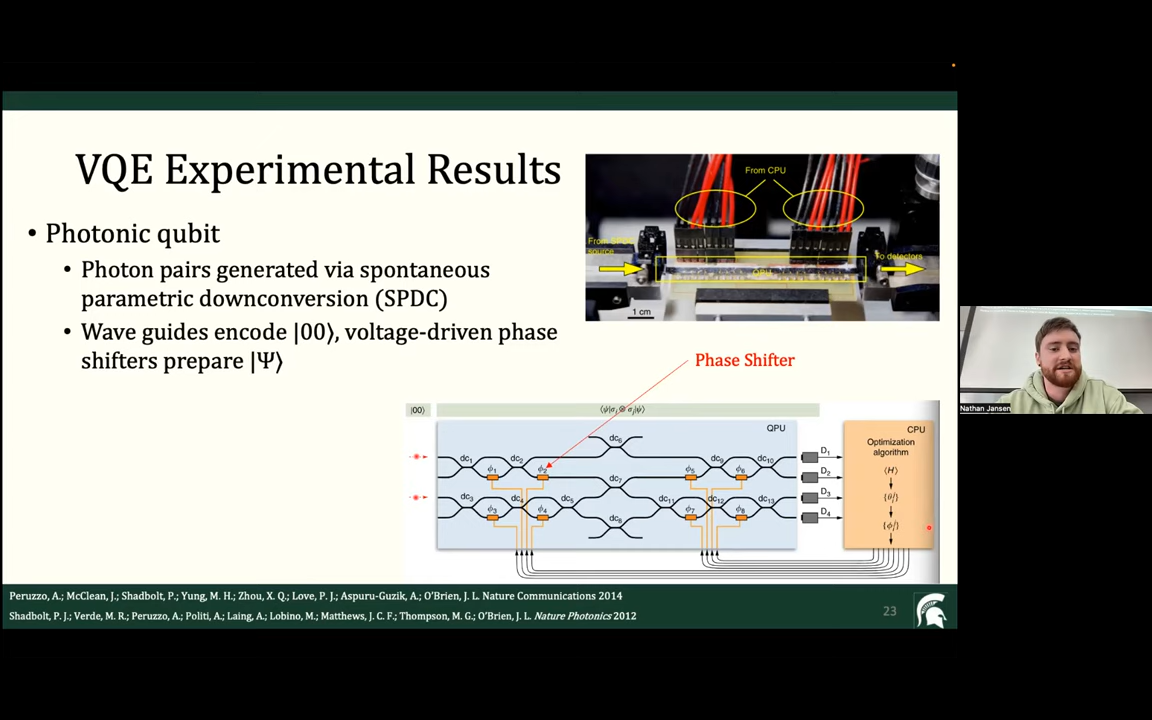 VQE Experimental Results
• Photonic qubit
• Photon pairs generated via spontaneous
parametric downconversion (SPDC)
• Wave guides encode |00⟩, voltage-driven phase
shifters prepare |Ψ⟩
From CPU
From SPDC
source
QPU
To detectors
1 cm
Phase Shifter
|00⟩
⟨ψ|σᵢ ⊗ σⱼ|ψ⟩
QPU
CPU
Optimization
algorithm
⟨H⟩
dc₆
dc₁ dc₂ dc₉ dc₁₀
ϕ₁ ϕ₂ ϕ₅ ϕ₆
dc₇
dc₃ dc₄ dc₅ dc₁₁ dc₁₂ dc₁₃
ϕ₃ ϕ₄ ϕ₇ ϕ₈
dc₈
D₁
D₂
D₃
D₄
Peruzzo, A.; McClean, J.; Shadbolt, P.; Yung, M. H.; Zhou, X. Q.; Love, P. J.; Aspuru-Guzik, A.; O'Brien, J. L. Nature Communications 2014
Shadbolt, P. J.; Verde, M. R.; Peruzzo, A.; Politi, A.; Laing, A.; Lobino, M.; Matthews, J. C. F.; Thompson, M. G.; O'Brien, J. L. Nature Photonics 2012
23
Nathan Jansen